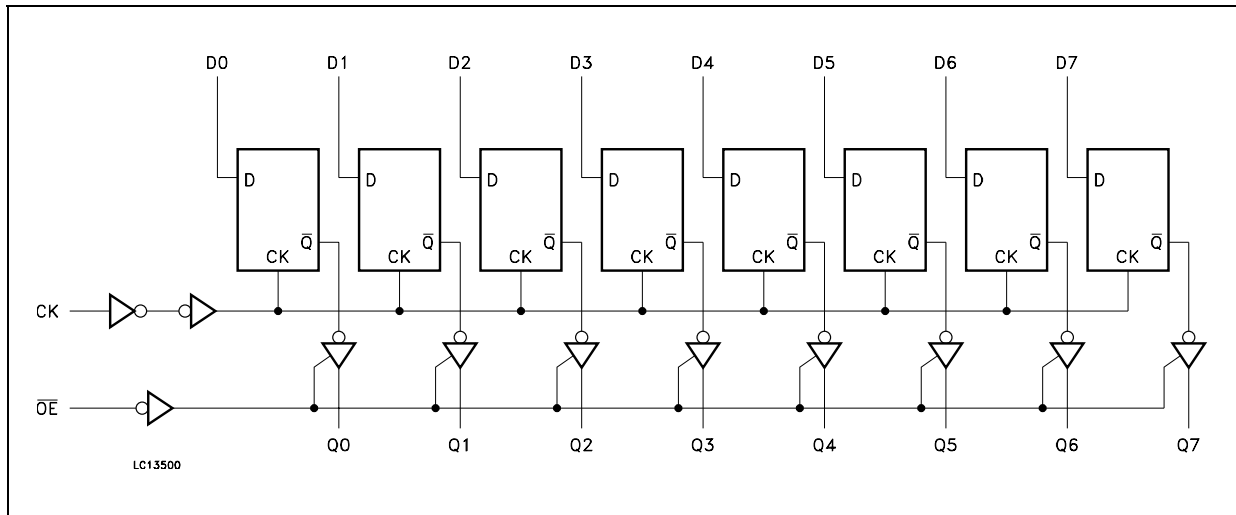 D0 D1 D2 D3 D4 D5 D6 D7
D D D D D D D D
Q̅ Q̅ Q̅ Q̅ Q̅ Q̅ Q̅ Q̅
CK CK CK CK CK CK CK CK
CK
O̅E̅
Q0 Q1 Q2 Q3 Q4 Q5 Q6 Q7
LC13500